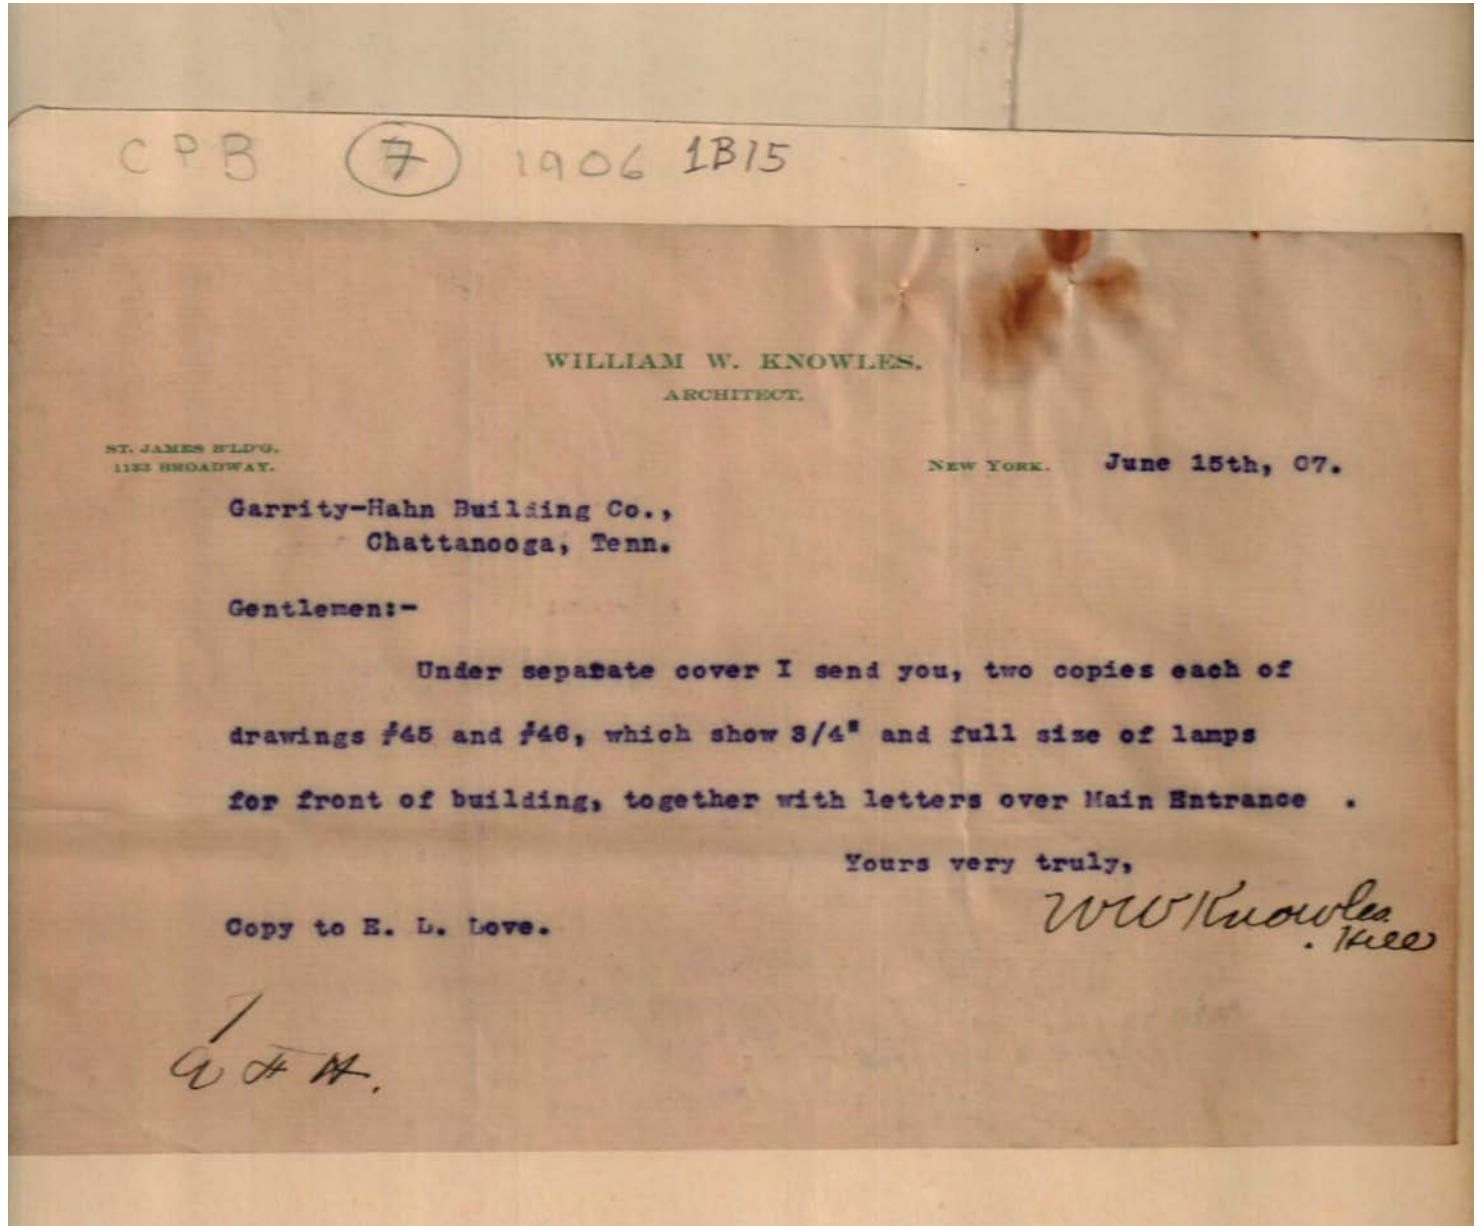 CPB 7 1906 1B15
WILLIAM W. KNOWLES.
ARCHITECT.
ST. JAMES B'LD'G.
1133 BROADWAY.
NEW YORK. June 15th, 07.
Garrity-Hahn Building Co.,
Chattanooga, Tenn.
Gentlemen:-
Under separate cover I send you, two copies each of
drawings #45 and #46, which show 3/4" and full size of lamps
for front of building, together with letters over Main Entrance .
Yours very truly,
WW Knowles
Copy to E. L. Love.